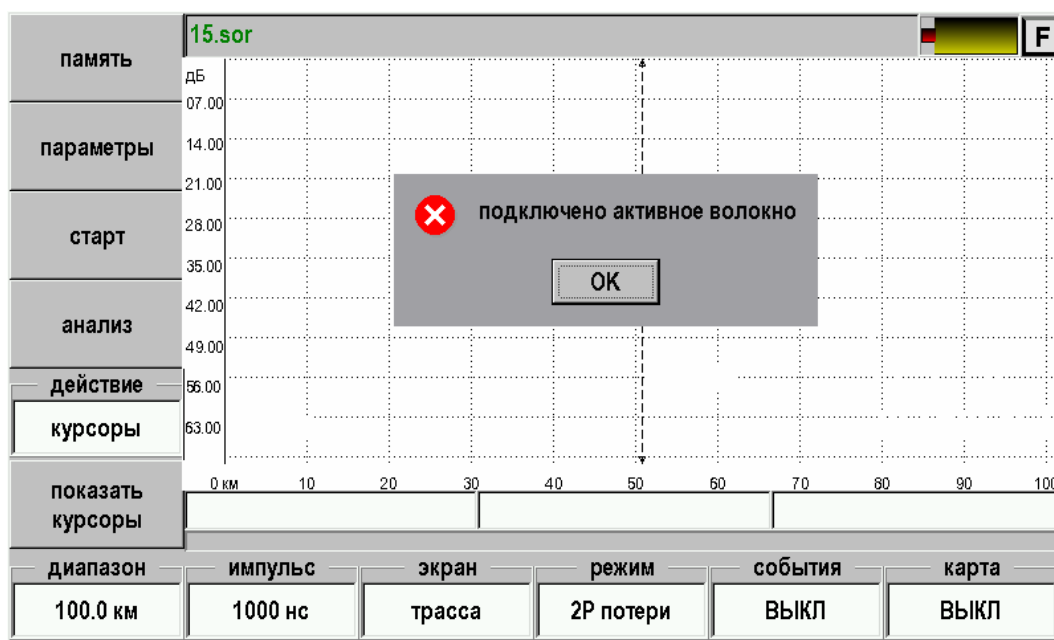 память
15.sor
F
параметры
старт
анализ
действие
курсоры
показать
курсоры
дБ
07.00
14.00
21.00
28.00
35.00
42.00
49.00
56.00
63.00
подключено активное волокно
OK
0 км 10 20 30 40 50 60 70 80 90 100
диапазон импульс экран режим события карта
100.0 км 1000 нс трасса 2Р потери ВЫКЛ ВЫКЛ